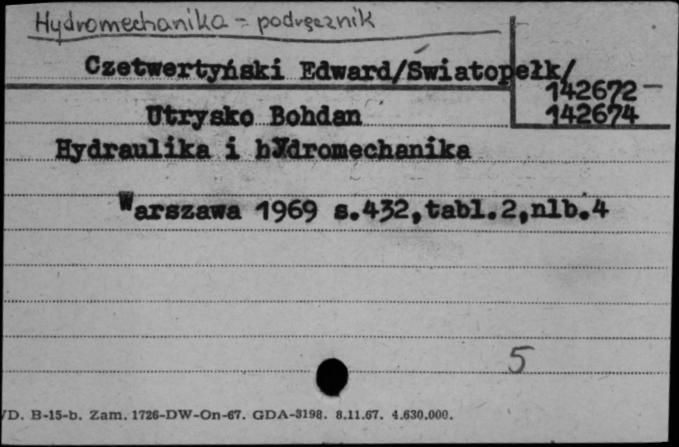 Hydromechanika - podręcznik
Czetwertyński Edward/Światopełk/
142672-
142674
Utrysko Bohdan
Hydraulika i hydromechanika
Warszawa 1969 s.432,tabl.2,nlb.4
5
/D. B-15-b. Zam. 1726-DW-On-67. GDA-3198. 8.11.67. 4.630.000.